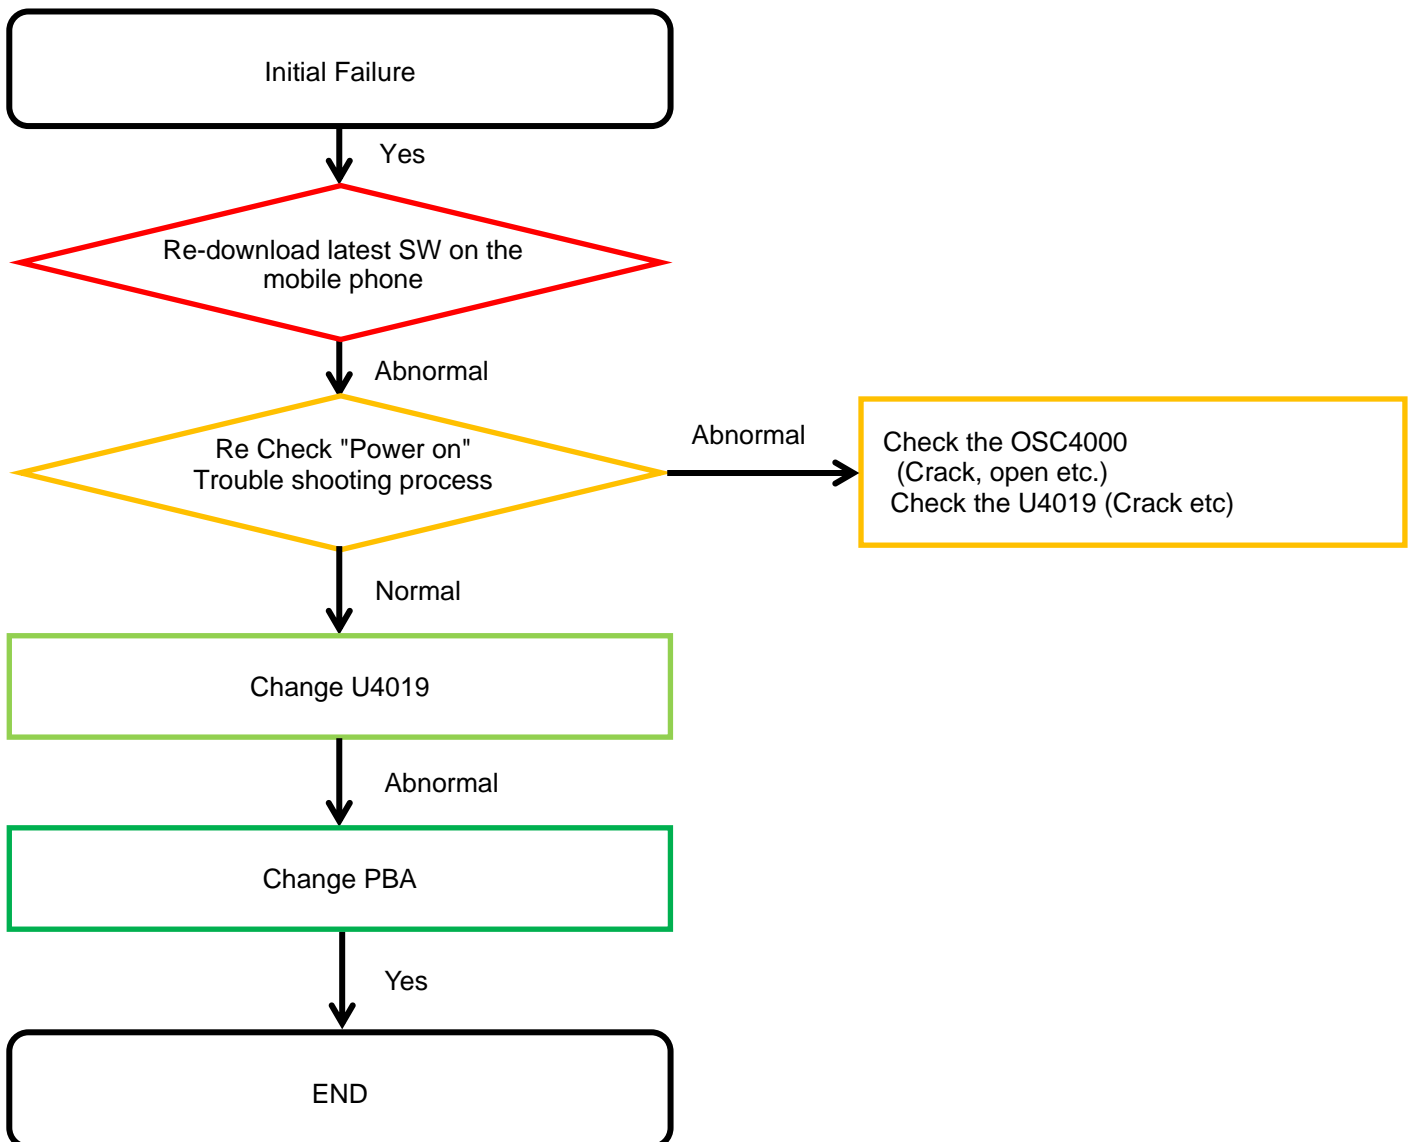 Initial Failure
Yes
Re-download latest SW on the
mobile phone
Abnormal
Re Check "Power on"
Trouble shooting process
Abnormal
Check the OSC4000
(Crack, open etc.)
Check the U4019 (Crack etc)
Normal
Change U4019
Abnormal
Change PBA
Yes
END